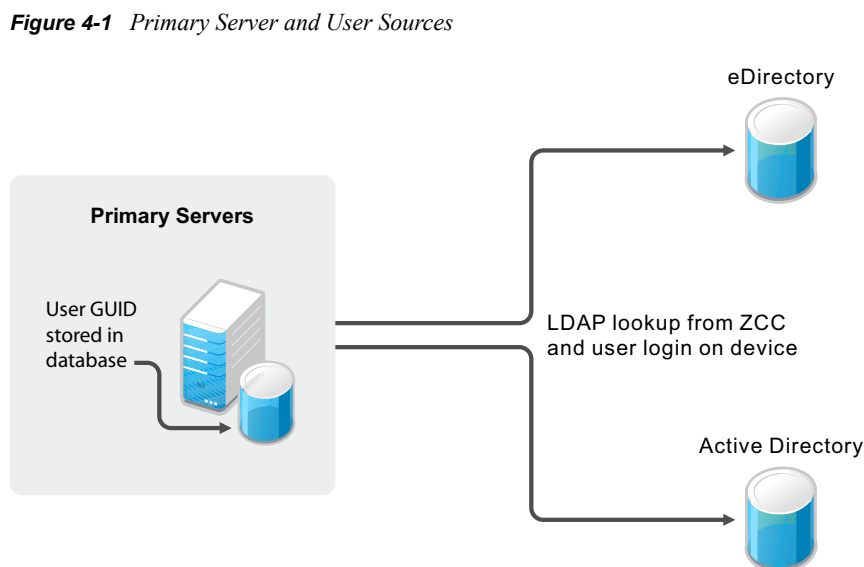 Figure 4-1 Primary Server and User Sources
eDirectory
Primary Servers
User GUID
stored in
database
LDAP lookup from ZCC
and user login on device
Active Directory